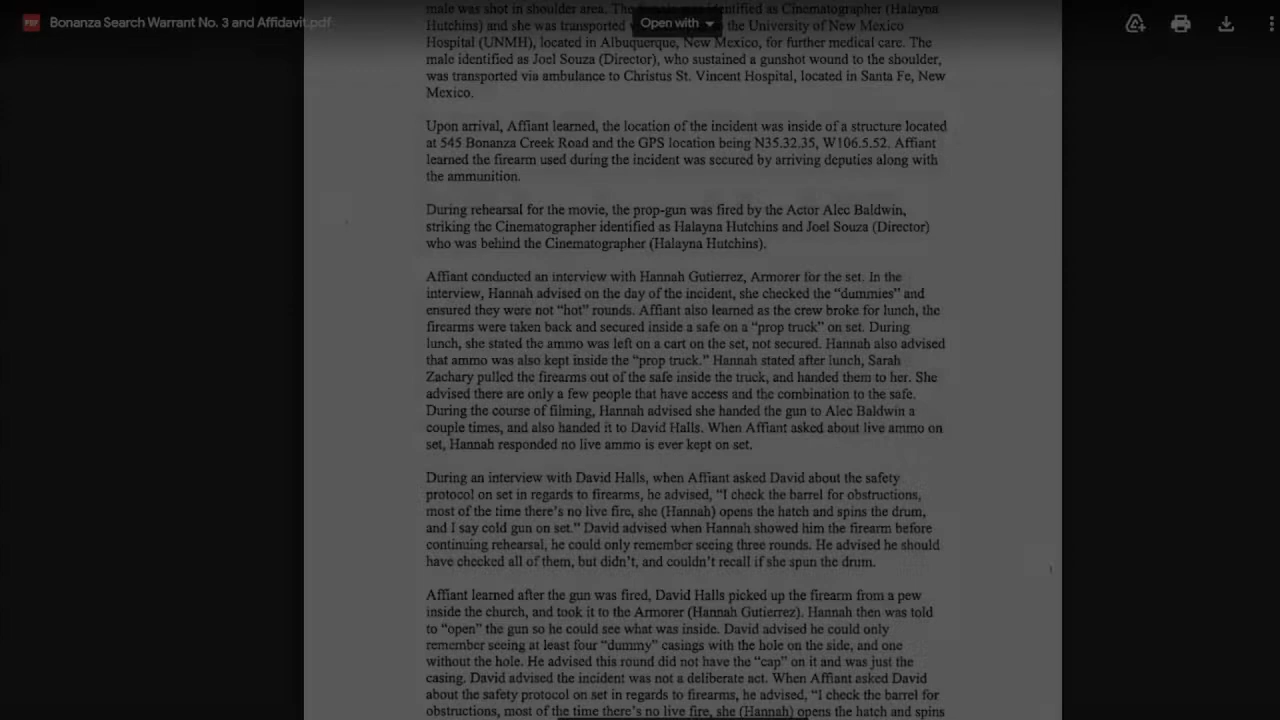 Bonanza Search Warrant No. 3 and Affidavit.pdf
Open with
male was shot in shoulder area. The female was identified as Cinematographer (Halayna
Hutchins) and she was transported the University of New Mexico
Hospital (UNMH), located in Albuquerque, New Mexico, for further medical care. The
male identified as Joel Souza (Director), who sustained a gunshot wound to the shoulder,
was transported via ambulance to Christus St. Vincent Hospital, located in Santa Fe, New
Mexico.
Upon arrival, Affiant learned, the location of the incident was inside of a structure located
at 545 Bonanza Creek Road and the GPS location being N35.32.35, W106.5.52. Affiant
learned the firearm used during the incident was secured by arriving deputies along with
the ammunition.
During rehearsal for the movie, the prop-gun was fired by the Actor Alec Baldwin,
striking the Cinematographer identified as Halayna Hutchins and Joel Souza (Director)
who was behind the Cinematographer (Halayna Hutchins).
Affiant conducted an interview with Hannah Gutierrez, Armorer for the set. In the
interview, Hannah advised on the day of the incident, she checked the “dummies” and
ensured they were not “hot” rounds. Affiant also learned as the crew broke for lunch, the
firearms were taken back and secured inside a safe on a “prop truck” on set. During
lunch, she stated the ammo was left on a cart on the set, not secured. Hannah also advised
that ammo was also kept inside the “prop truck.” Hannah stated after lunch, Sarah
Zachary pulled the firearms out of the safe inside the truck, and handed them to her. She
advised there are only a few people that have access and the combination to the safe.
During the course of filming, Hannah advised she handed the gun to Alec Baldwin a
couple times, and also handed it to David Halls. When Affiant asked about live ammo on
set, Hannah responded no live ammo is ever kept on set.
During an interview with David Halls, when Affiant asked David about the safety
protocol on set in regards to firearms, he advised, “I check the barrel for obstructions,
most of the time there’s no live fire, she (Hannah) opens the hatch and spins the drum,
and I say cold gun on set.” David advised when Hannah showed him the firearm before
continuing rehearsal, he could only remember seeing three rounds. He advised he should
have checked all of them, but didn’t, and couldn’t recall if she spun the drum.
Affiant learned after the gun was fired, David Halls picked up the firearm from a pew
inside the church, and took it to the Armorer (Hannah Gutierrez). Hannah then was told
to “open” the gun so he could see what was inside. David advised he could only
remember seeing at least four “dummy” casings with the hole on the side, and one
without the hole. He advised this round did not have the “cap” on it and was just the
casing. David advised the incident was not a deliberate act. When Affiant asked David
about the safety protocol on set in regards to firearms, he advised, “I check the barrel for
obstructions, most of the time there’s no live fire, she (Hannah) opens the hatch and spins